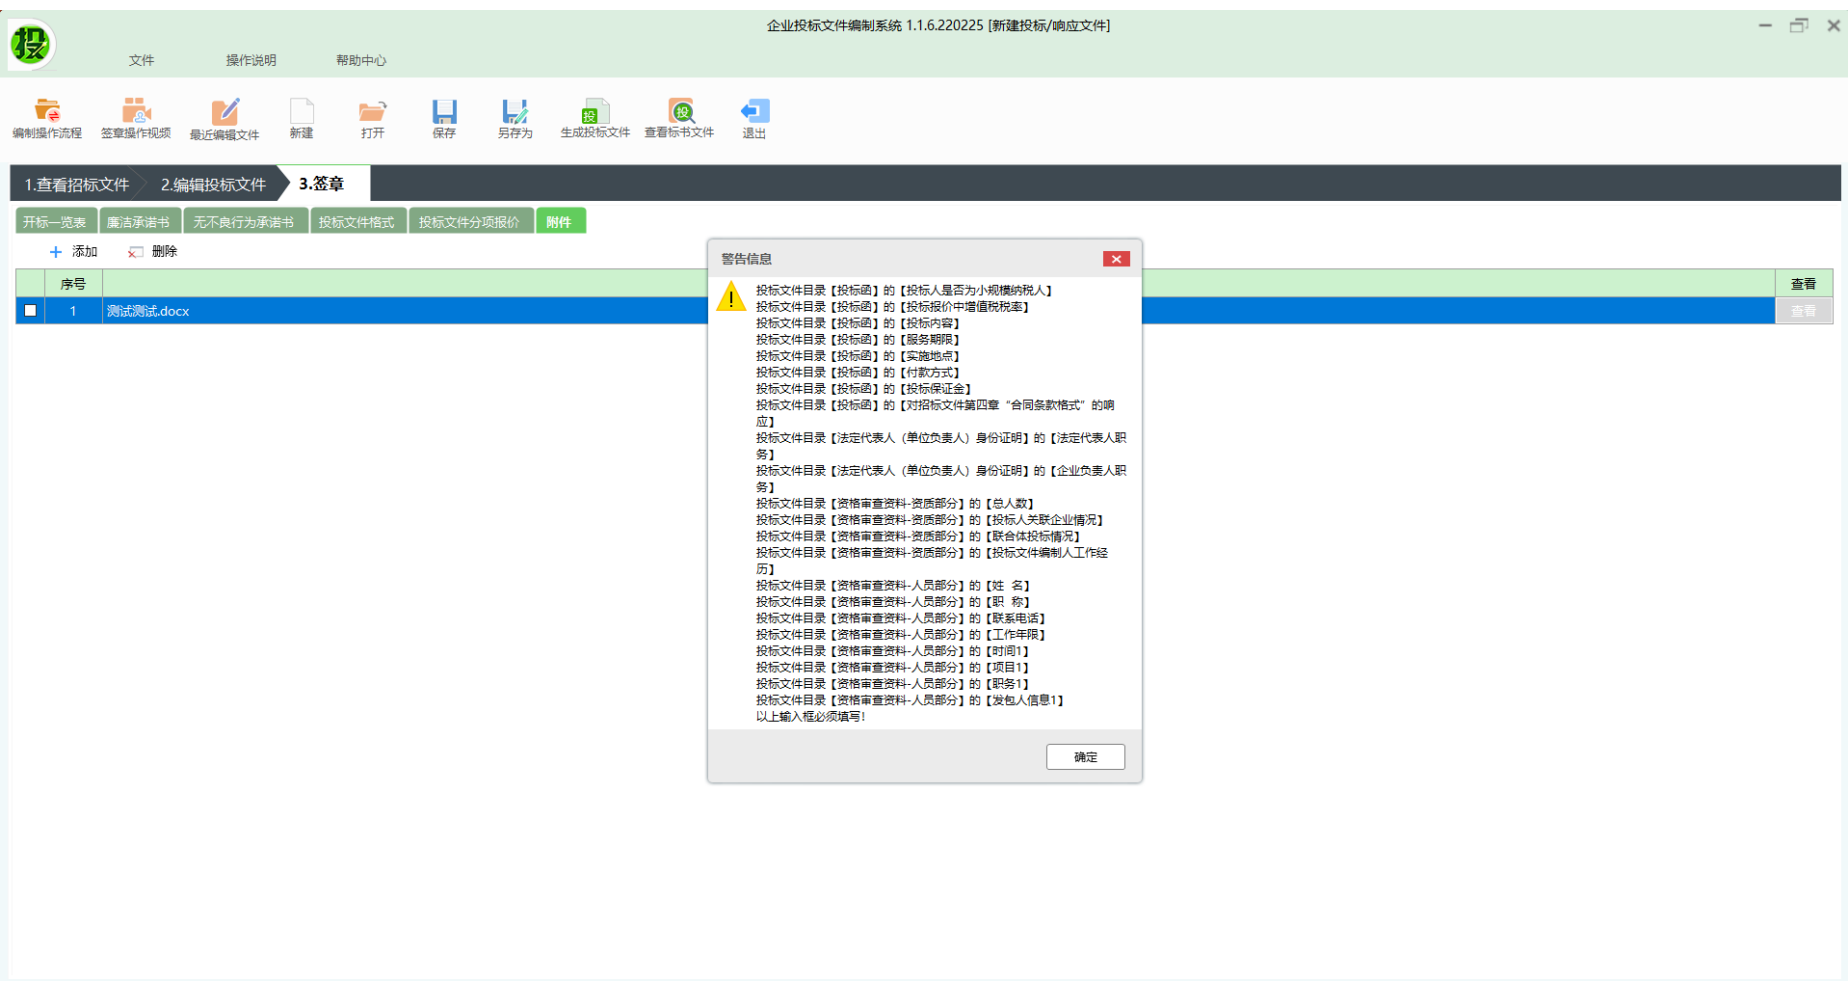 企业投标文件编制系统 1.1.6.220225 [新建投标/响应文件]
投
文件 操作说明 帮助中心
编制操作流程 签章操作视频 最近编辑文件 新建 打开 保存 另存为 生成投标文件 查看标书文件 退出
1.查看招标文件 2.编辑投标文件 3.签章
开标一览表 廉洁承诺书 无不良行为承诺书 投标文件格式 投标文件分项报价 附件
添加 删除
序号 查看
1 测试测试.docx 查看
警告信息
投标文件目录【投标函】的【投标人是否为小规模纳税人】
投标文件目录【投标函】的【投标报价中增值税税率】
投标文件目录【投标函】的【投标内容】
投标文件目录【投标函】的【服务期限】
投标文件目录【投标函】的【实施地点】
投标文件目录【投标函】的【付款方式】
投标文件目录【投标函】的【投标保证金】
投标文件目录【投标函】的【对招标文件第四章“合同条款格式”的响
应】
投标文件目录【法定代表人（单位负责人）身份证明】的【法定代表人职
务】
投标文件目录【法定代表人（单位负责人）身份证明】的【企业负责人职
务】
投标文件目录【资格审查资料-资质部分】的【总人数】
投标文件目录【资格审查资料-资质部分】的【投标人关联企业情况】
投标文件目录【资格审查资料-资质部分】的【联合体投标情况】
投标文件目录【资格审查资料-资质部分】的【投标文件编制人工作经
历】
投标文件目录【资格审查资料-人员部分】的【姓 名】
投标文件目录【资格审查资料-人员部分】的【职 称】
投标文件目录【资格审查资料-人员部分】的【联系电话】
投标文件目录【资格审查资料-人员部分】的【工作年限】
投标文件目录【资格审查资料-人员部分】的【时间1】
投标文件目录【资格审查资料-人员部分】的【项目1】
投标文件目录【资格审查资料-人员部分】的【职务1】
投标文件目录【资格审查资料-人员部分】的【发包人信息1】
以上输入框必须填写！
确定